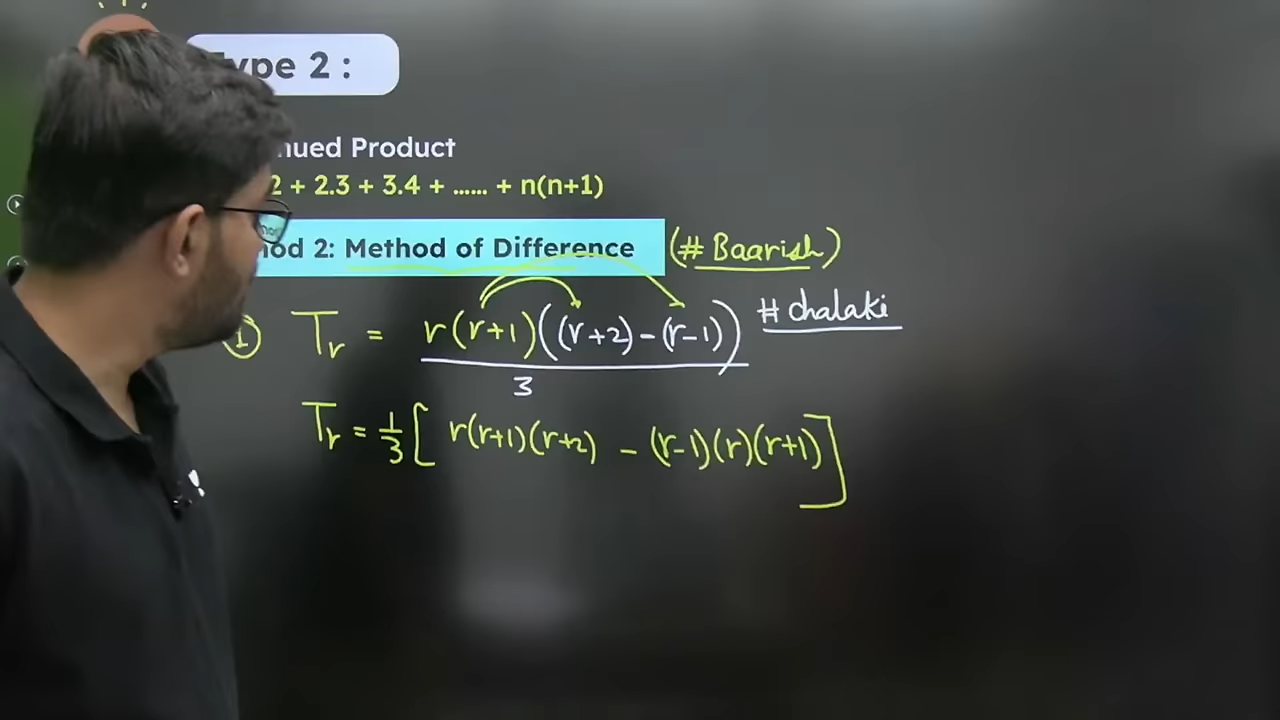 Type 2 :
nued Product
2 + 2.3 + 3.4 + ...... + n(n+1)
od 2: Method of Difference (# Baarish)
# chalaki
① Tr = r(r+1)((r+2)-(r-1))
3
Tr = 1/3 [ r(r+1)(r+2) - (r-1)(r)(r+1) ]